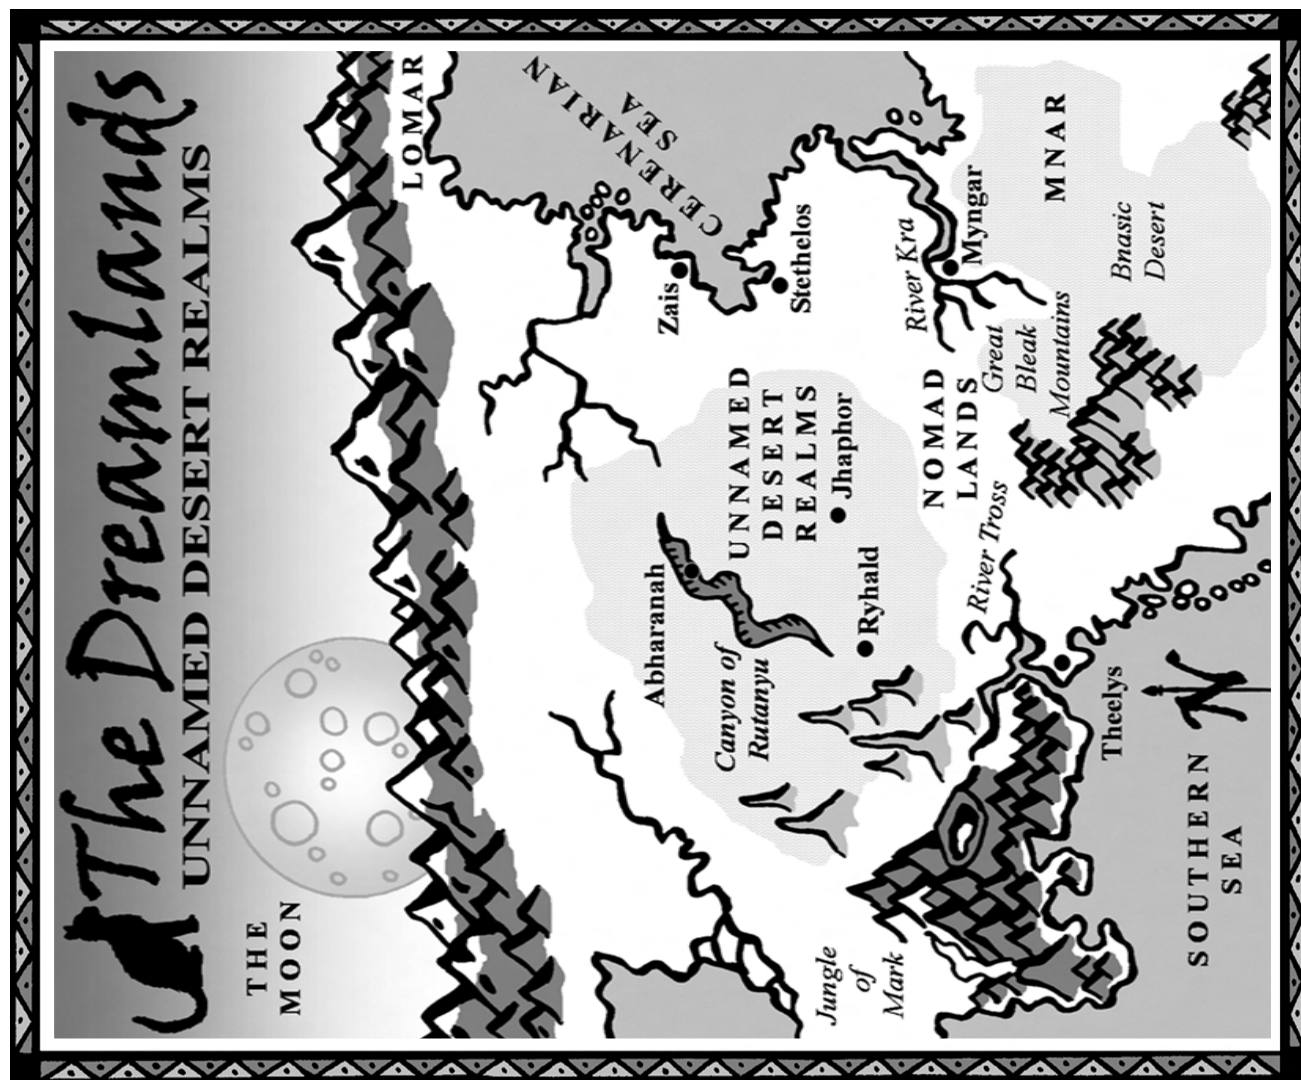 The Dreamlands
UNNAMED DESERT REALMS
THE
MOON
LOMAR
CERENARIAN
SEA
Zais
Stethelos
River Kra
Myngar
MNAR
Bnasic
Desert
Great
Bleak
Mountains
NOMAD
LANDS
UNNAMED
DESERT
REALMS
Jhaphor
Abharanah
Ryhald
Canyon of
Rutanyu
River Tross
Theelys
Jungle
of
Mark
SOUTHERN
SEA
N